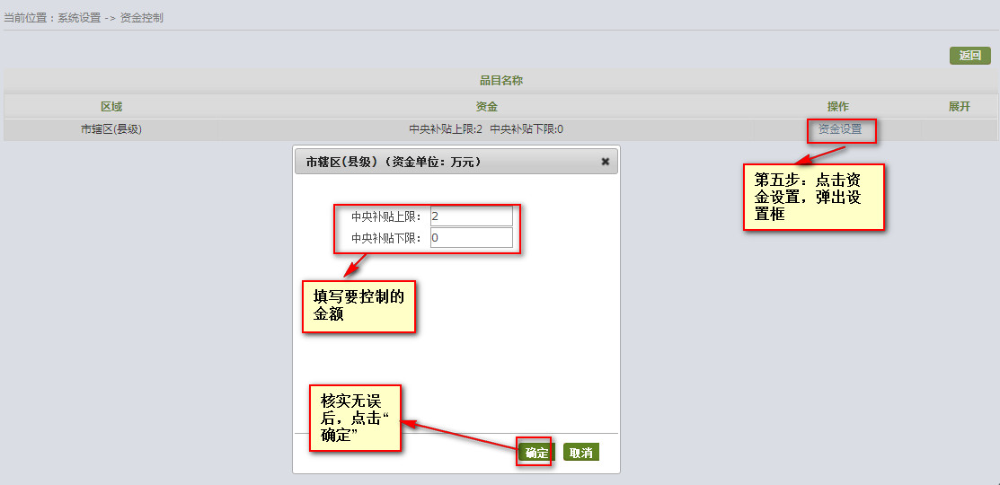 当前位置：系统设置 -> 资金控制
返回
品目名称
区域 资金 操作 展开
市辖区(县级) 中央补贴上限:2 中央补贴下限:0 资金设置
市辖区(县级)（资金单位：万元） ✖
第五步：点击资
金设置，弹出设
置框
中央补贴上限： 2
中央补贴下限： 0
填写要控制的
金额
核实无误
后，点击“
确定”
确定 取消